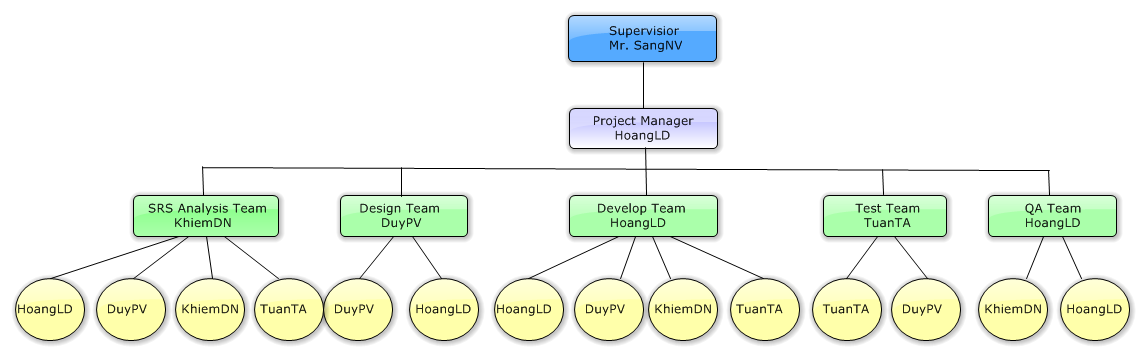 Supervisior
Mr. SangNV
Project Manager
HoangLD
SRS Analysis Team
KhiemDN
Design Team
DuyPV
Develop Team
HoangLD
Test Team
TuanTA
QA Team
HoangLD
HoangLD
DuyPV
KhiemDN
TuanTA
DuyPV
HoangLD
HoangLD
DuyPV
KhiemDN
TuanTA
TuanTA
DuyPV
KhiemDN
HoangLD